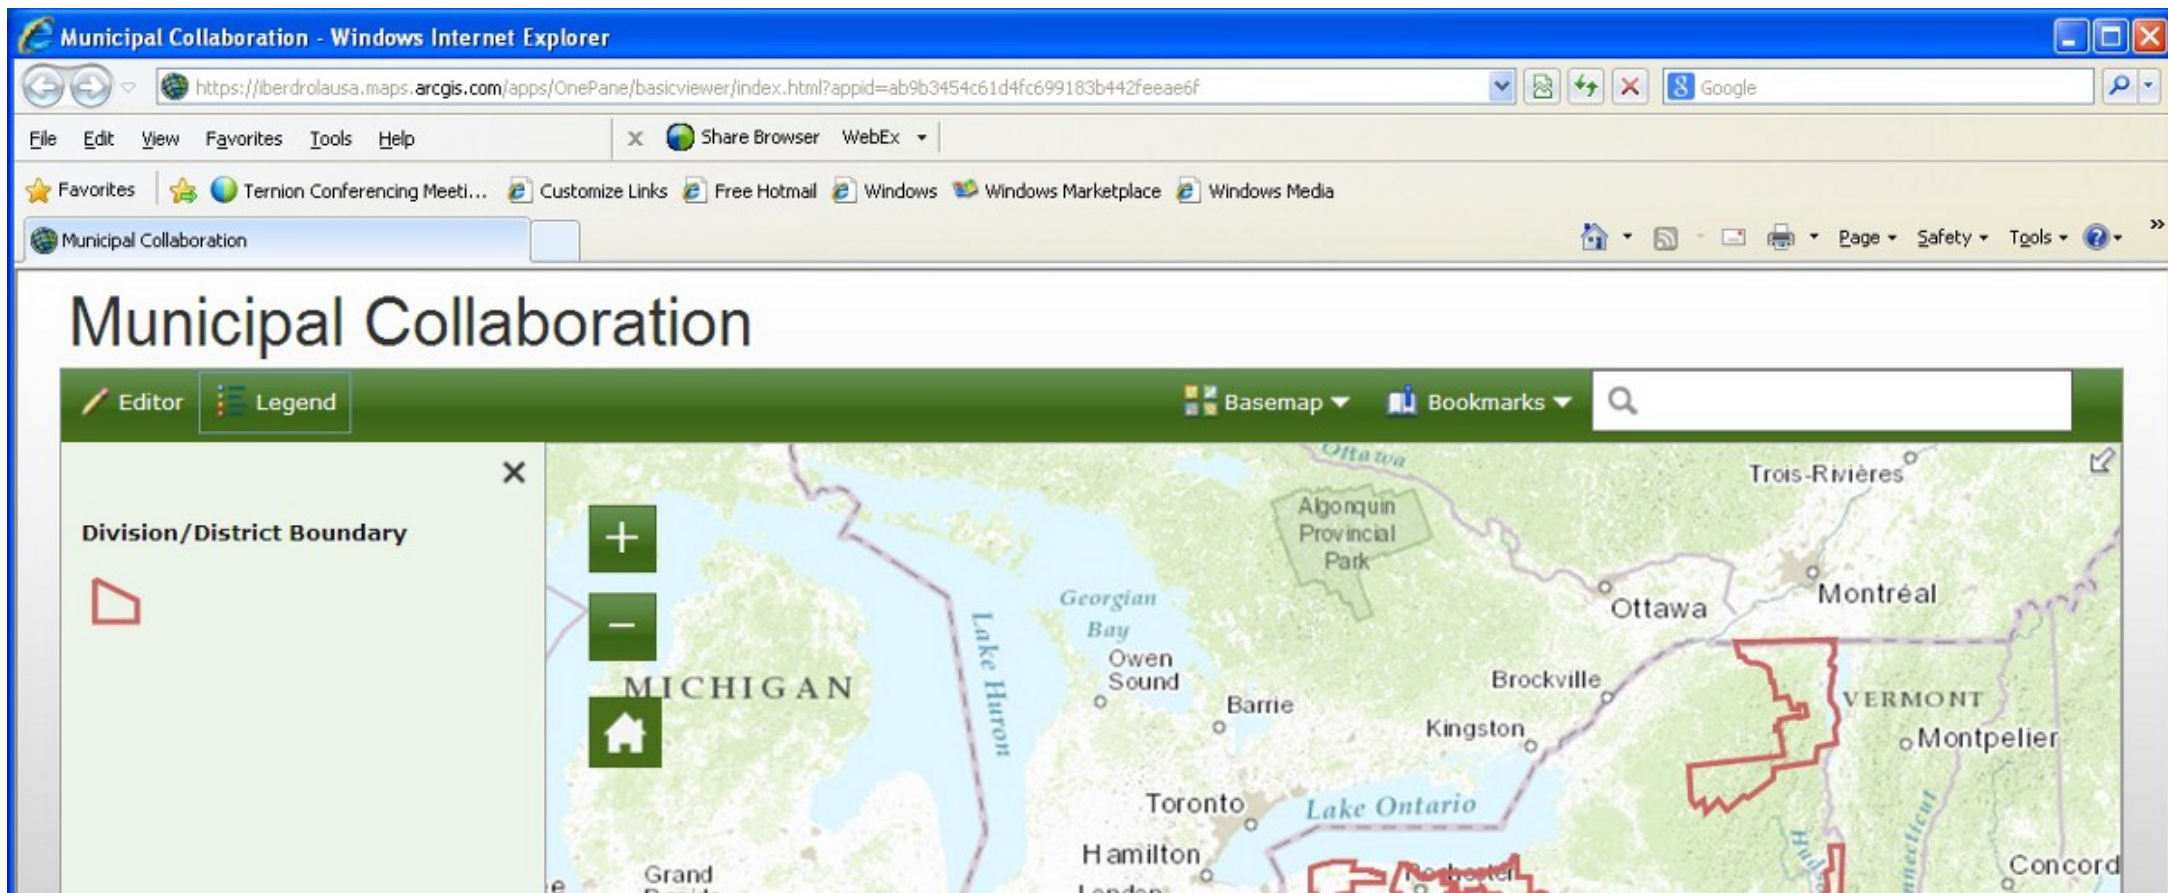 Municipal Collaboration - Windows Internet Explorer
https://iberdrolausa.maps.arcgis.com/apps/OnePane/basicviewer/index.html?appid=ab9b3454c61d4fc699183b442feeae6f
8 Google
File Edit View Favorites Tools Help
x Share Browser WebEx
Favorites Ternion Conferencing Meeti... Customize Links Free Hotmail Windows Windows Marketplace Windows Media
Municipal Collaboration
Page Safety Tools »
Municipal Collaboration
Editor Legend Basemap Bookmarks
Division/District Boundary
Ottawa
Trois-Rivières
Algonquin
Provincial
Park
Montréal
Ottawa
Georgian
Bay
Lake Huron
Owen
Sound
MICHIGAN
Brockville
VERMONT
Barrie
Kingston
Montpelier
Toronto
Lake Ontario
Hamilton
Rochester
Concord
Grand
London